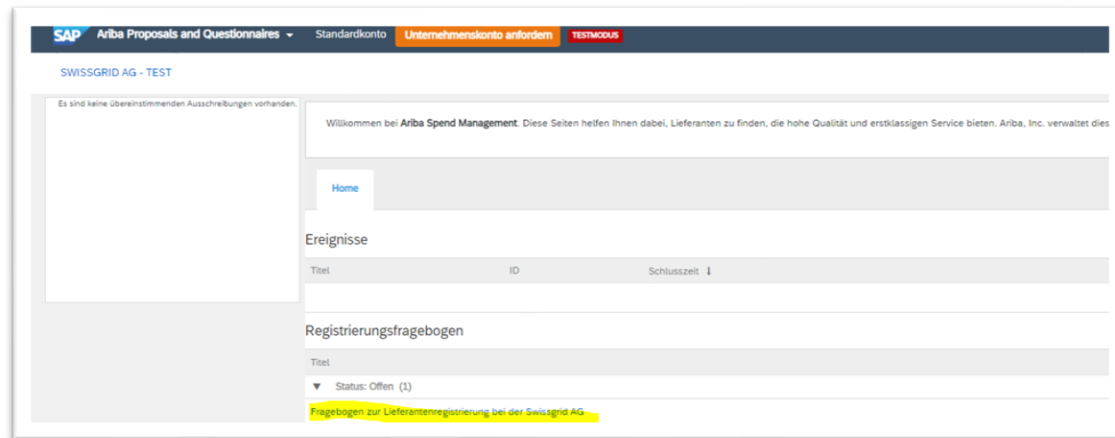 SAP Ariba Proposals and Questionnaires Standardkonto Unternehmenskonto anfordern TESTMODUS
SWISSGRID AG - TEST
Es sind keine übereinstimmenden Ausschreibungen vorhanden.
Willkommen bei Ariba Spend Management. Diese Seiten helfen Ihnen dabei, Lieferanten zu finden, die hohe Qualität und erstklassigen Service bieten. Ariba, Inc. verwaltet dies
Home
Ereignisse
Titel ID Schlusszeit ↓
Registrierungsfragebogen
Titel
▼ Status: Offen (1)
Fragebogen zur Lieferantenregistrierung bei der Swissgrid AG